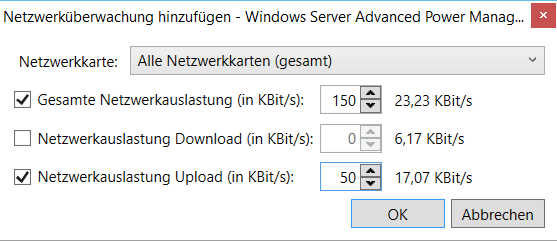 Netzwerküberwachung hinzufügen - Windows Server Advanced Power Manag...
Netzwerkkarte: Alle Netzwerkkarten (gesamt)
Gesamte Netzwerkauslastung (in KBit/s): 150 23,23 KBit/s
Netzwerkauslastung Download (in KBit/s): 0 6,17 KBit/s
Netzwerkauslastung Upload (in KBit/s): 50 17,07 KBit/s
OK Abbrechen